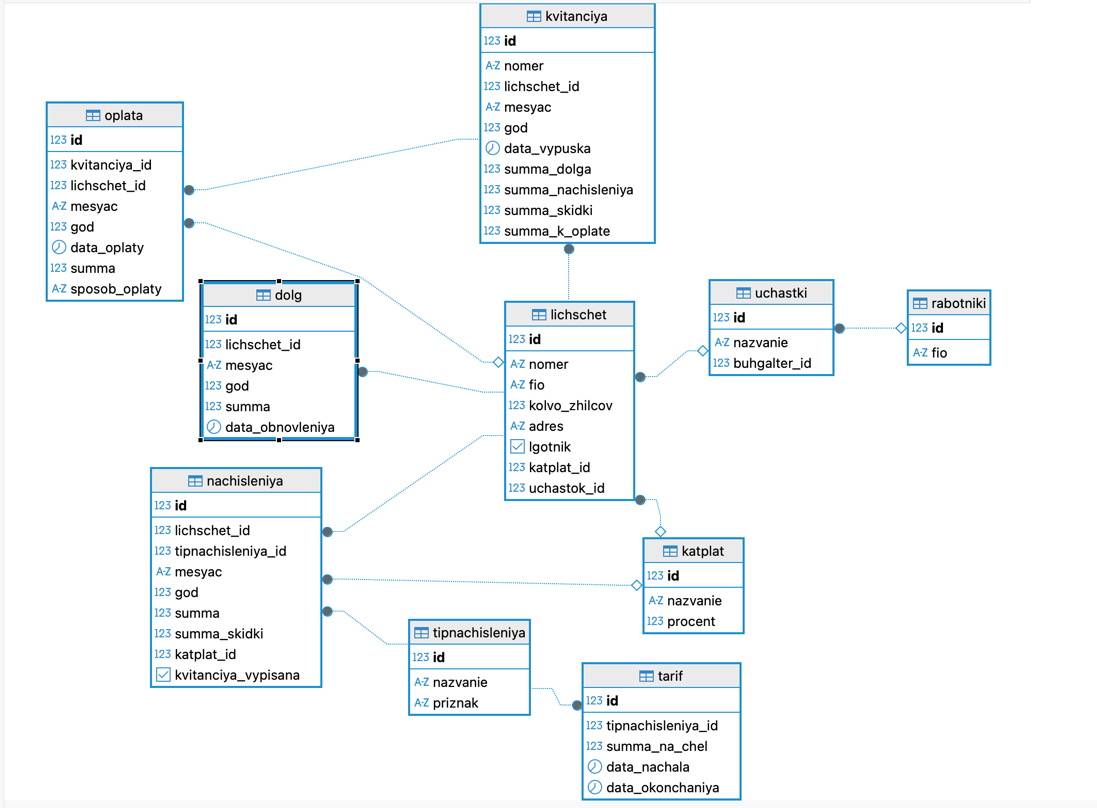 kvitanciya
123 id
A-Z nomer
123 lichschet_id
A-Z mesyac
123 god
data_vypuska
123 summa_dolga
123 summa_nachisleniya
123 summa_skidki
123 summa_k_oplate
oplata
123 id
123 kvitanciya_id
123 lichschet_id
A-Z mesyac
123 god
data_oplaty
123 summa
A-Z sposob_oplaty
dolg
123 id
123 lichschet_id
A-Z mesyac
123 god
123 summa
data_obnovleniya
lichschet
123 id
A-Z nomer
A-Z fio
123 kolvo_zhilcov
A-Z adres
lgotnik
123 katplat_id
123 uchastok_id
uchastki
123 id
A-Z nazvanie
123 buhgalter_id
rabotniki
123 id
A-Z fio
nachisleniya
123 id
123 lichschet_id
123 tipnachisleniya_id
A-Z mesyac
123 god
123 summa
123 summa_skidki
123 katplat_id
kvitanciya_vypisana
katplat
123 id
A-Z nazvanie
123 procent
tipnachisleniya
123 id
A-Z nazvanie
A-Z priznak
tarif
123 id
123 tipnachisleniya_id
123 summa_na_chel
data_nachala
data_okonchaniya